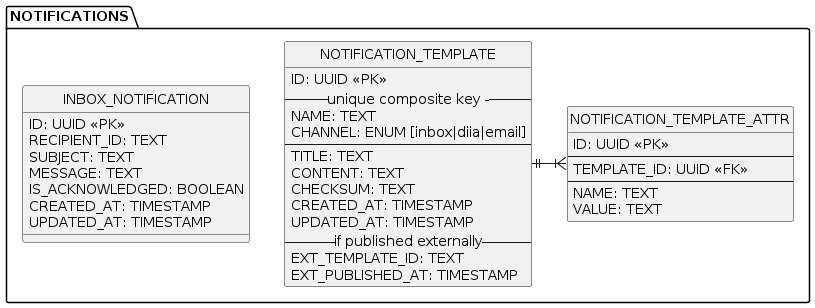 NOTIFICATIONS
INBOX_NOTIFICATION
ID: UUID «PK»
RECIPIENT_ID: TEXT
SUBJECT: TEXT
MESSAGE: TEXT
IS_ACKNOWLEDGED: BOOLEAN
CREATED_AT: TIMESTAMP
UPDATED_AT: TIMESTAMP
NOTIFICATION_TEMPLATE
ID: UUID «PK»
unique composite key
NAME: TEXT
CHANNEL: ENUM [inbox|diia|email]
TITLE: TEXT
CONTENT: TEXT
CHECKSUM: TEXT
CREATED_AT: TIMESTAMP
UPDATED_AT: TIMESTAMP
if published externally
EXT_TEMPLATE_ID: TEXT
EXT_PUBLISHED_AT: TIMESTAMP
NOTIFICATION_TEMPLATE_ATTR
ID: UUID «PK»
TEMPLATE_ID: UUID «FK»
NAME: TEXT
VALUE: TEXT